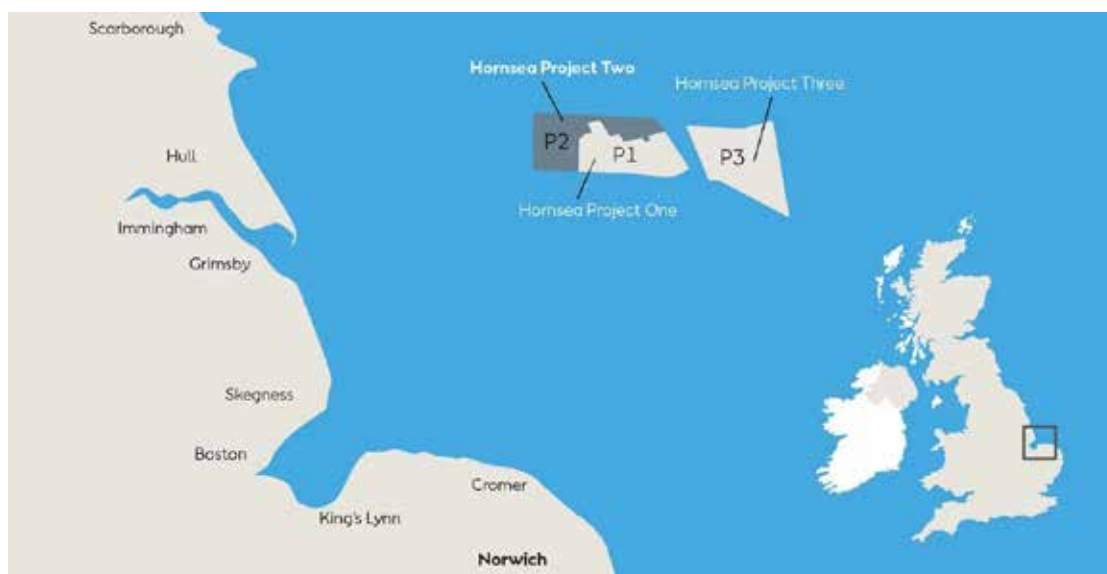 Scarborough
Hornsea Project Two
Hornsea Project Three
P2
P1
P3
Hull
Hornsea Project One
Immingham
Grimsby
Skegness
Boston
Cromer
King's Lynn
Norwich